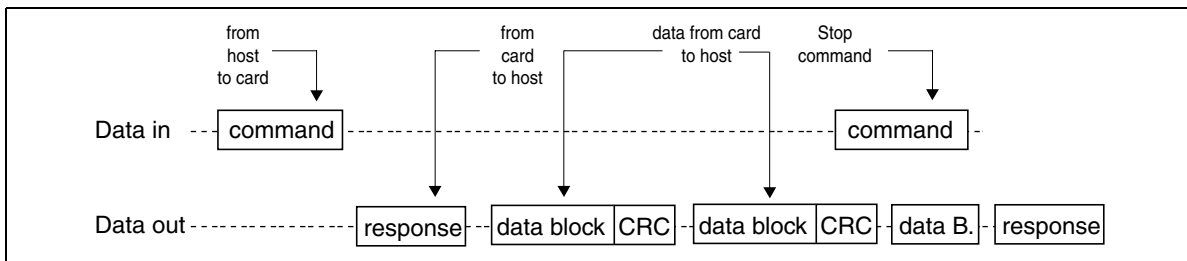 from
host
to card
from
card
to host
data from card
to host
Stop
command
Data in
command
command
Data out
response
data block
CRC
data block
CRC
data B.
response